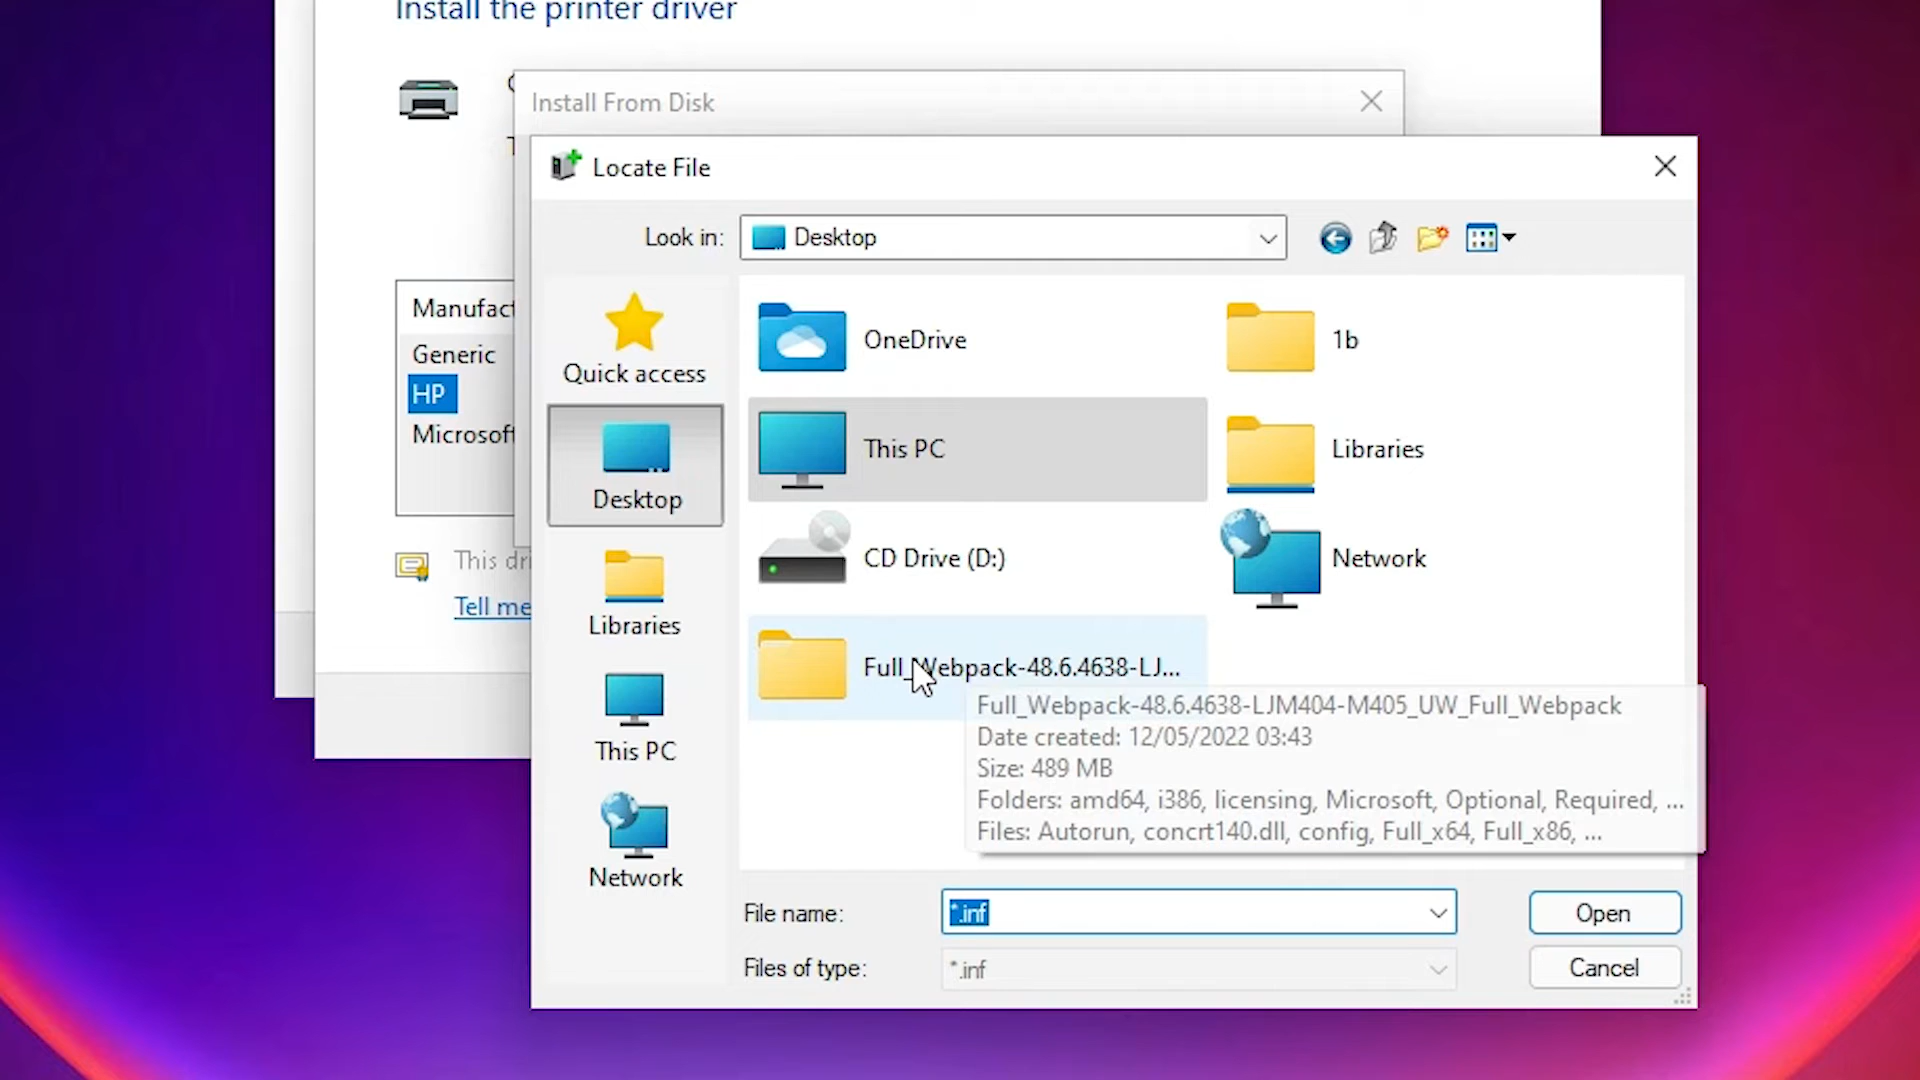 Install the printer driver
Install From Disk
Locate File
Look in:
Desktop
Manufact
Generic
HP
Microsoft
This dri
Tell me
Quick access
Desktop
Libraries
This PC
Network
OneDrive
1b
This PC
Libraries
CD Drive (D:)
Network
Full_Webpack-48.6.4638-LJ...
Full_Webpack-48.6.4638-LJM404-M405_UW_Full_Webpack
Date created: 12/05/2022 03:43
Size: 489 MB
Folders: amd64, i386, licensing, Microsoft, Optional, Required, ...
Files: Autorun, concrt140.dll, config, Full_x64, Full_x86, ...
File name:
*.inf
Open
Files of type:
*.inf
Cancel